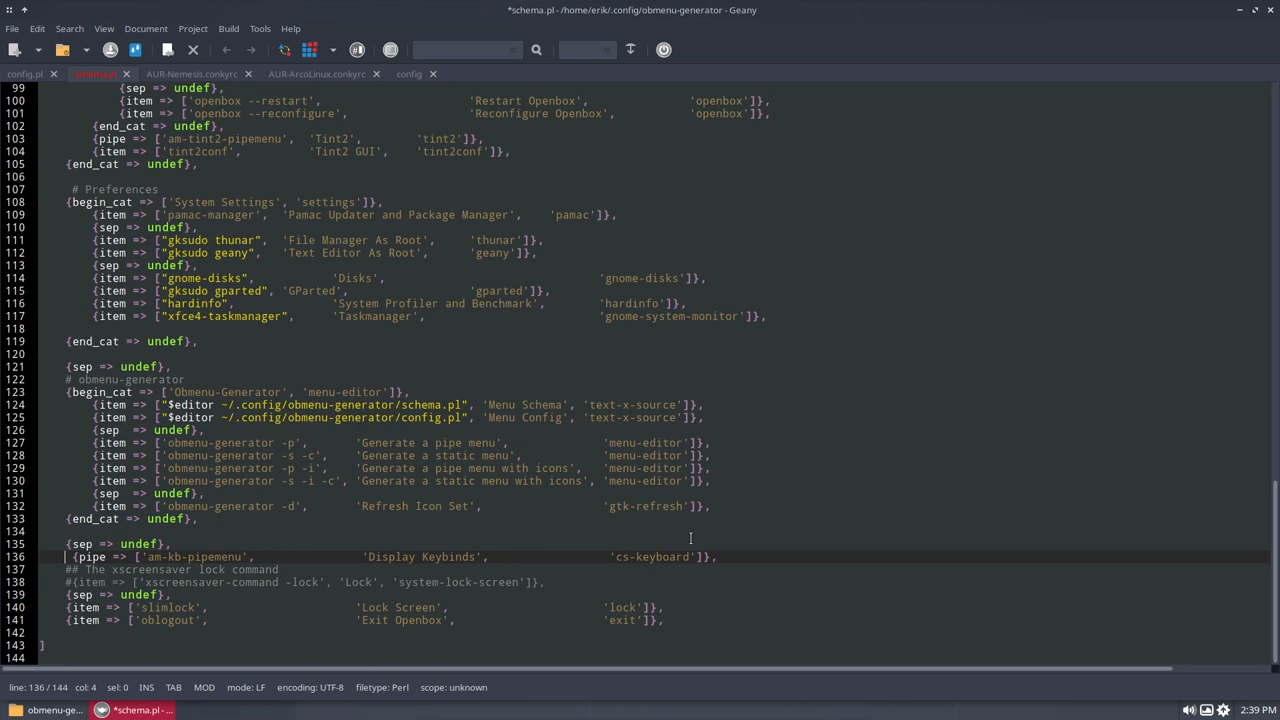 *schema.pl - /home/erik/.config/obmenu-generator - Geany
File Edit Search View Document Project Build Tools Help
config.pl schema.pl AUR-Nemesis.conkyrc AUR-ArcoLinux.conkyrc config
99 {sep => undef},
100 {item => ['openbox --restart', 'Restart Openbox', 'openbox']},
101 {item => ['openbox --reconfigure', 'Reconfigure Openbox', 'openbox']},
102 {end_cat => undef},
103 {pipe => ['am-tint2-pipemenu', 'Tint2', 'tint2']},
104 {item => ['tint2conf', 'Tint2 GUI', 'tint2conf']},
105 {end_cat => undef},
106
107 # Preferences
108 {begin_cat => ['System Settings', 'settings']},
109 {item => ['pamac-manager', 'Pamac Updater and Package Manager', 'pamac']},
110 {sep => undef},
111 {item => ["gksudo thunar", 'File Manager As Root', 'thunar']},
112 {item => ["gksudo geany", 'Text Editor As Root', 'geany']},
113 {sep => undef},
114 {item => ["gnome-disks", 'Disks', 'gnome-disks']},
115 {item => ["gksudo gparted", 'GParted', 'gparted']},
116 {item => ["hardinfo", 'System Profiler and Benchmark', 'hardinfo']},
117 {item => ["xfce4-taskmanager", 'Taskmanager', 'gnome-system-monitor']},
118
119 {end_cat => undef},
120
121 {sep => undef},
122 # obmenu-generator
123 {begin_cat => ['Obmenu-Generator', 'menu-editor']},
124 {item => ["$editor ~/.config/obmenu-generator/schema.pl", 'Menu Schema', 'text-x-source']},
125 {item => ["$editor ~/.config/obmenu-generator/config.pl", 'Menu Config', 'text-x-source']},
126 {sep => undef},
127 {item => ['obmenu-generator -p', 'Generate a pipe menu', 'menu-editor']},
128 {item => ['obmenu-generator -s -c', 'Generate a static menu', 'menu-editor']},
129 {item => ['obmenu-generator -p -i', 'Generate a pipe menu with icons', 'menu-editor']},
130 {item => ['obmenu-generator -s -i -c', 'Generate a static menu with icons', 'menu-editor']},
131 {sep => undef},
132 {item => ['obmenu-generator -d', 'Refresh Icon Set', 'gtk-refresh']},
133 {end_cat => undef},
134
135 {sep => undef},
136 {pipe => ['am-kb-pipemenu', 'Display Keybinds', 'cs-keyboard']},
137 ## The xscreensaver lock command
138 #{item => ['xscreensaver-command -lock', 'Lock', 'system-lock-screen']},
139 {sep => undef},
140 {item => ['slimlock', 'Lock Screen', 'lock']},
141 {item => ['oblogout', 'Exit Openbox', 'exit']},
142
143 ]
144
line: 136 / 144 col: 4 sel: 0 INS TAB MOD mode: LF encoding: UTF-8 filetype: Perl scope: unknown
obmenu-ge... *schema.pl -... 2:39 PM